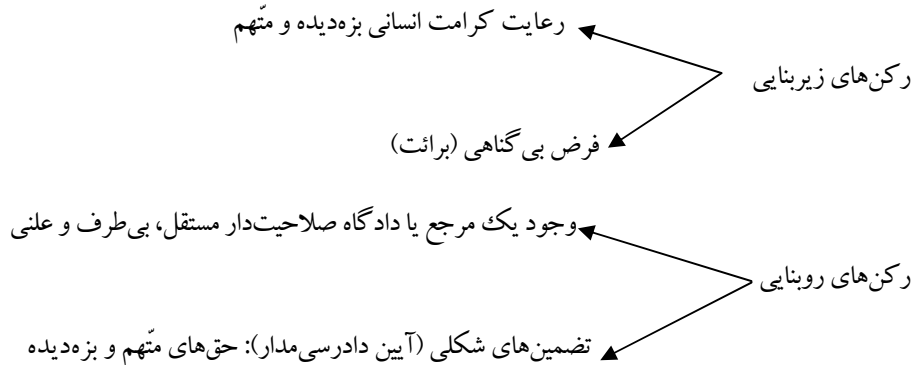 رعایت کرامت انسانی بزه‌دیده و متّهم
رکن‌های زیربنایی
فرض بی‌گناهی (برائت)
وجود یک مرجع یا دادگاه صلاحیت‌دار مستقل، بی‌طرف و علنی
رکن‌های روبنایی
تضمین‌های شکلی (آیین دادرسی‌مدار): حق‌های متّهم و بزه‌دیده